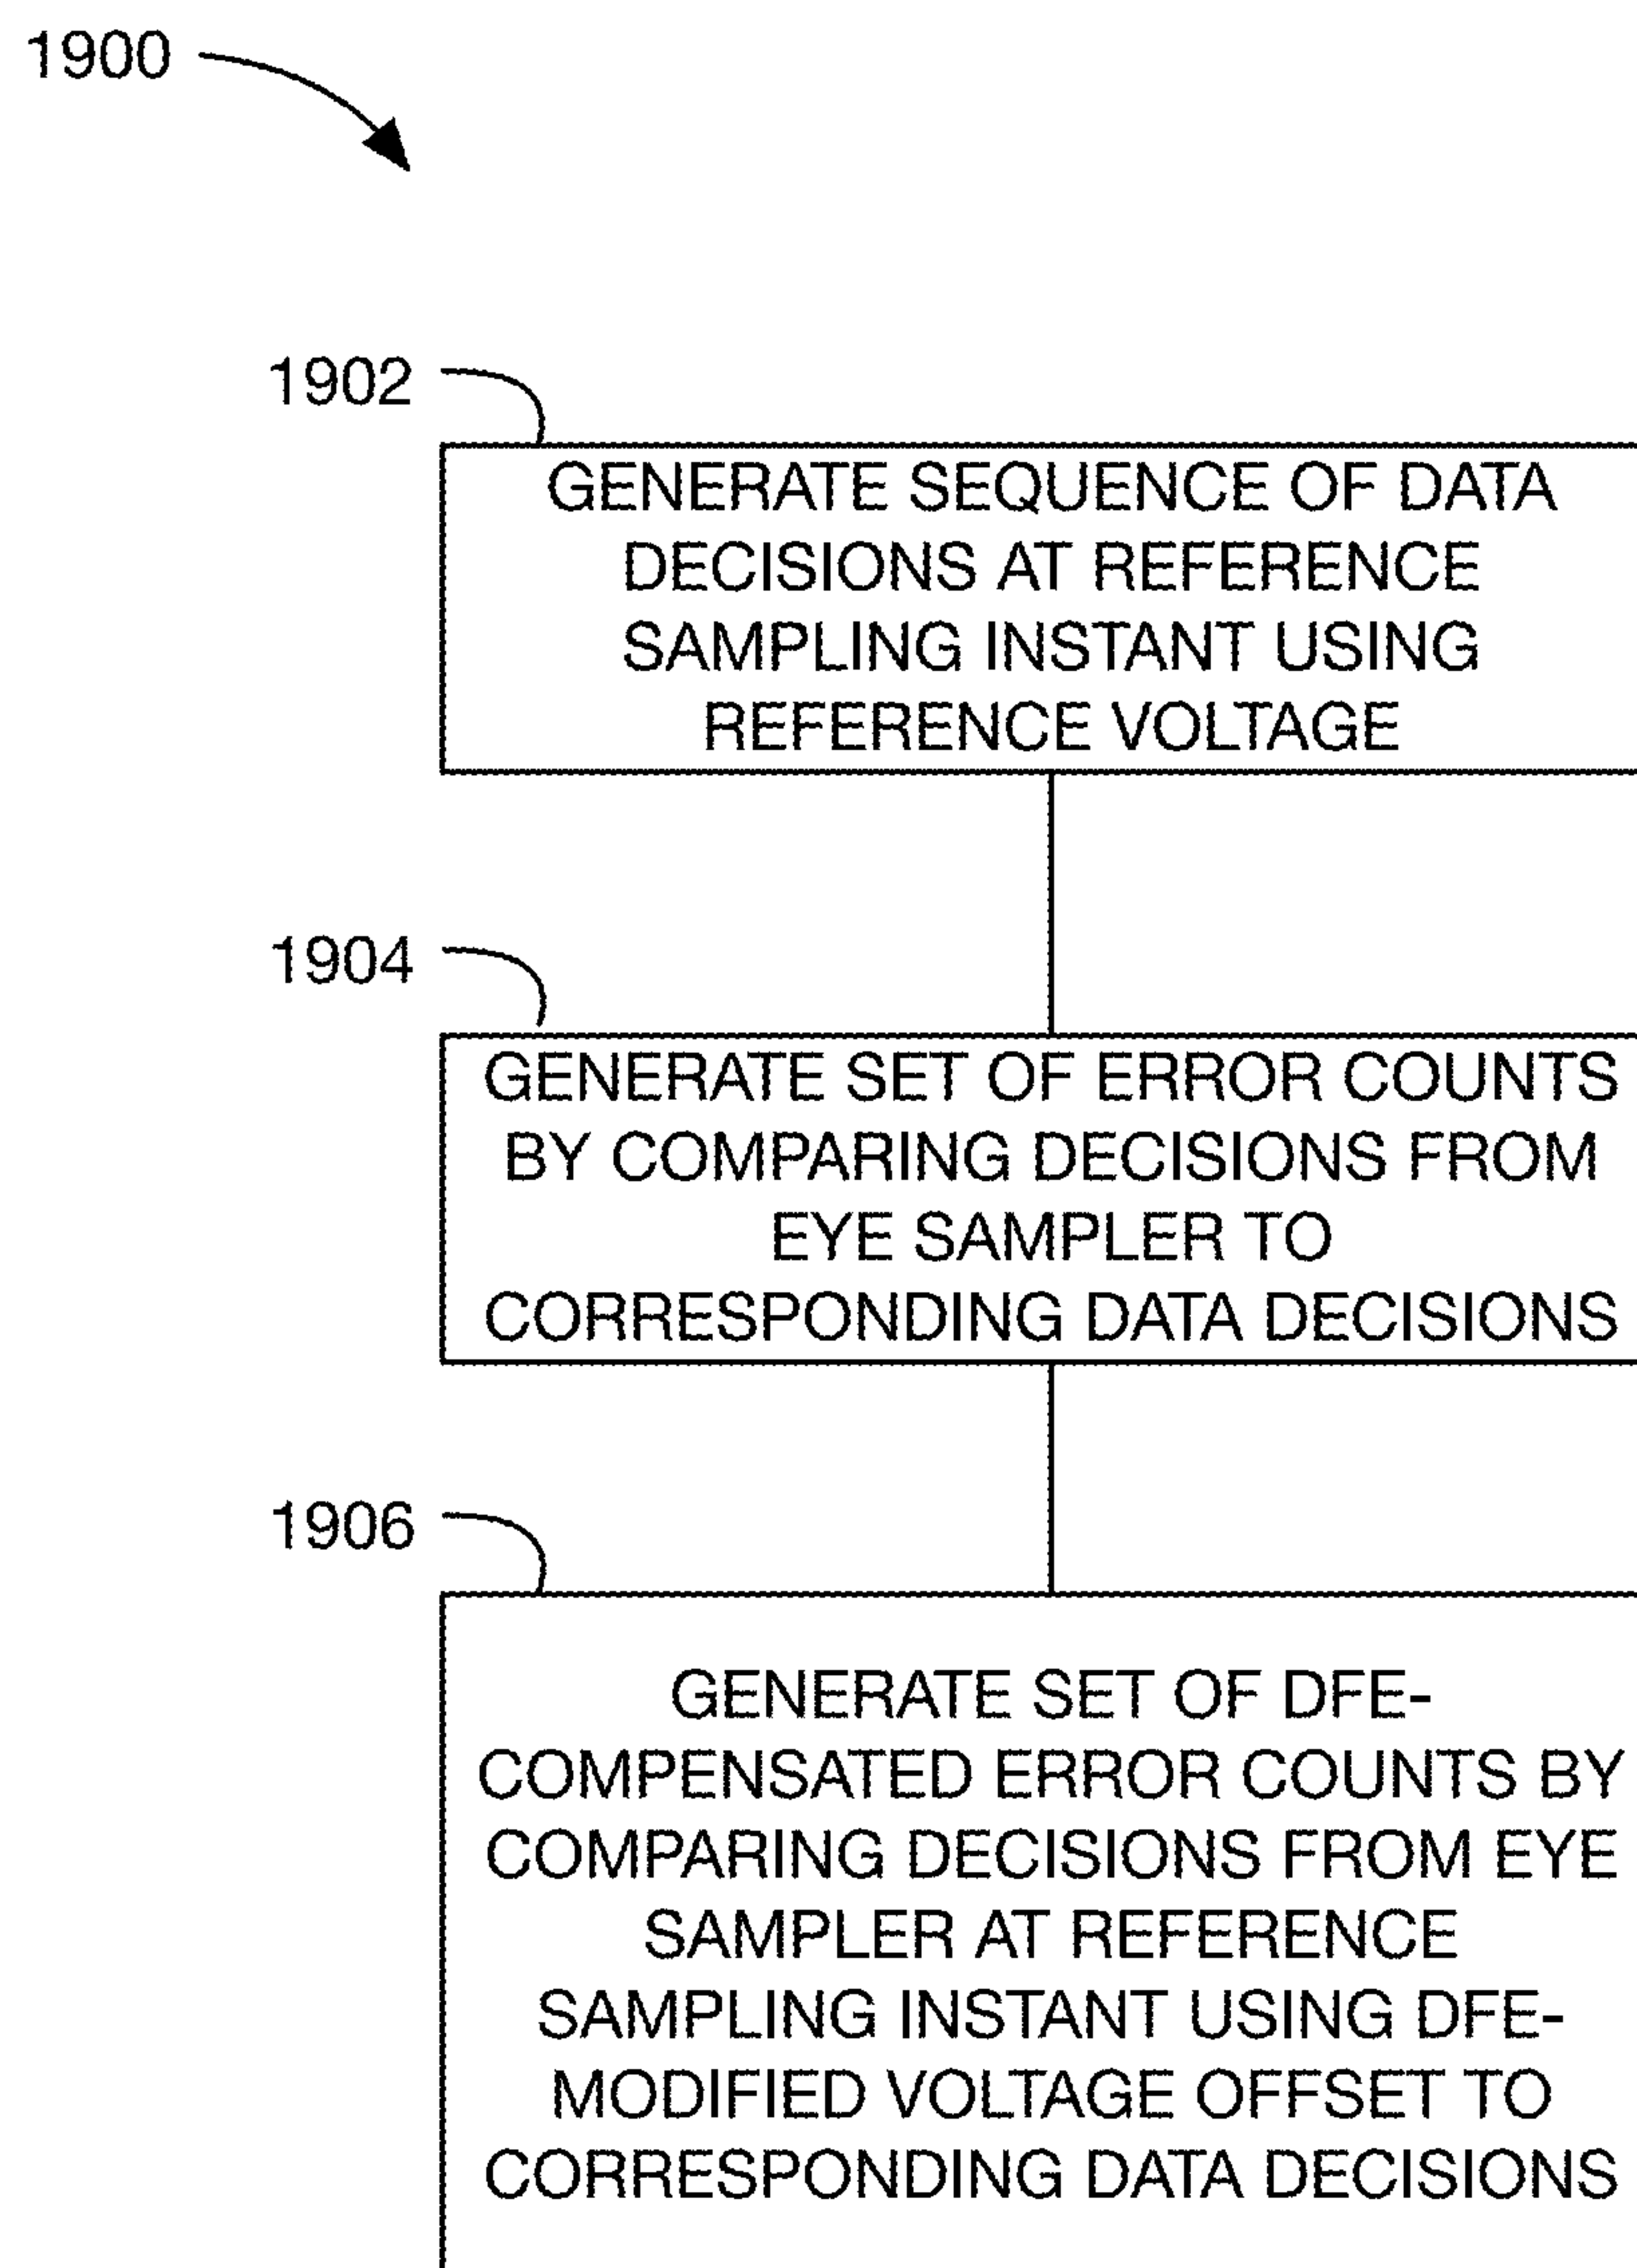 1900
1902
GENERATE SEQUENCE OF DATA
DECISIONS AT REFERENCE
SAMPLING INSTANT USING
REFERENCE VOLTAGE
1904
GENERATE SET OF ERROR COUNTS
BY COMPARING DECISIONS FROM
EYE SAMPLER TO
CORRESPONDING DATA DECISIONS
1906
GENERATE SET OF DFE-
COMPENSATED ERROR COUNTS BY
COMPARING DECISIONS FROM EYE
SAMPLER AT REFERENCE
SAMPLING INSTANT USING DFE-
MODIFIED VOLTAGE OFFSET TO
CORRESPONDING DATA DECISIONS